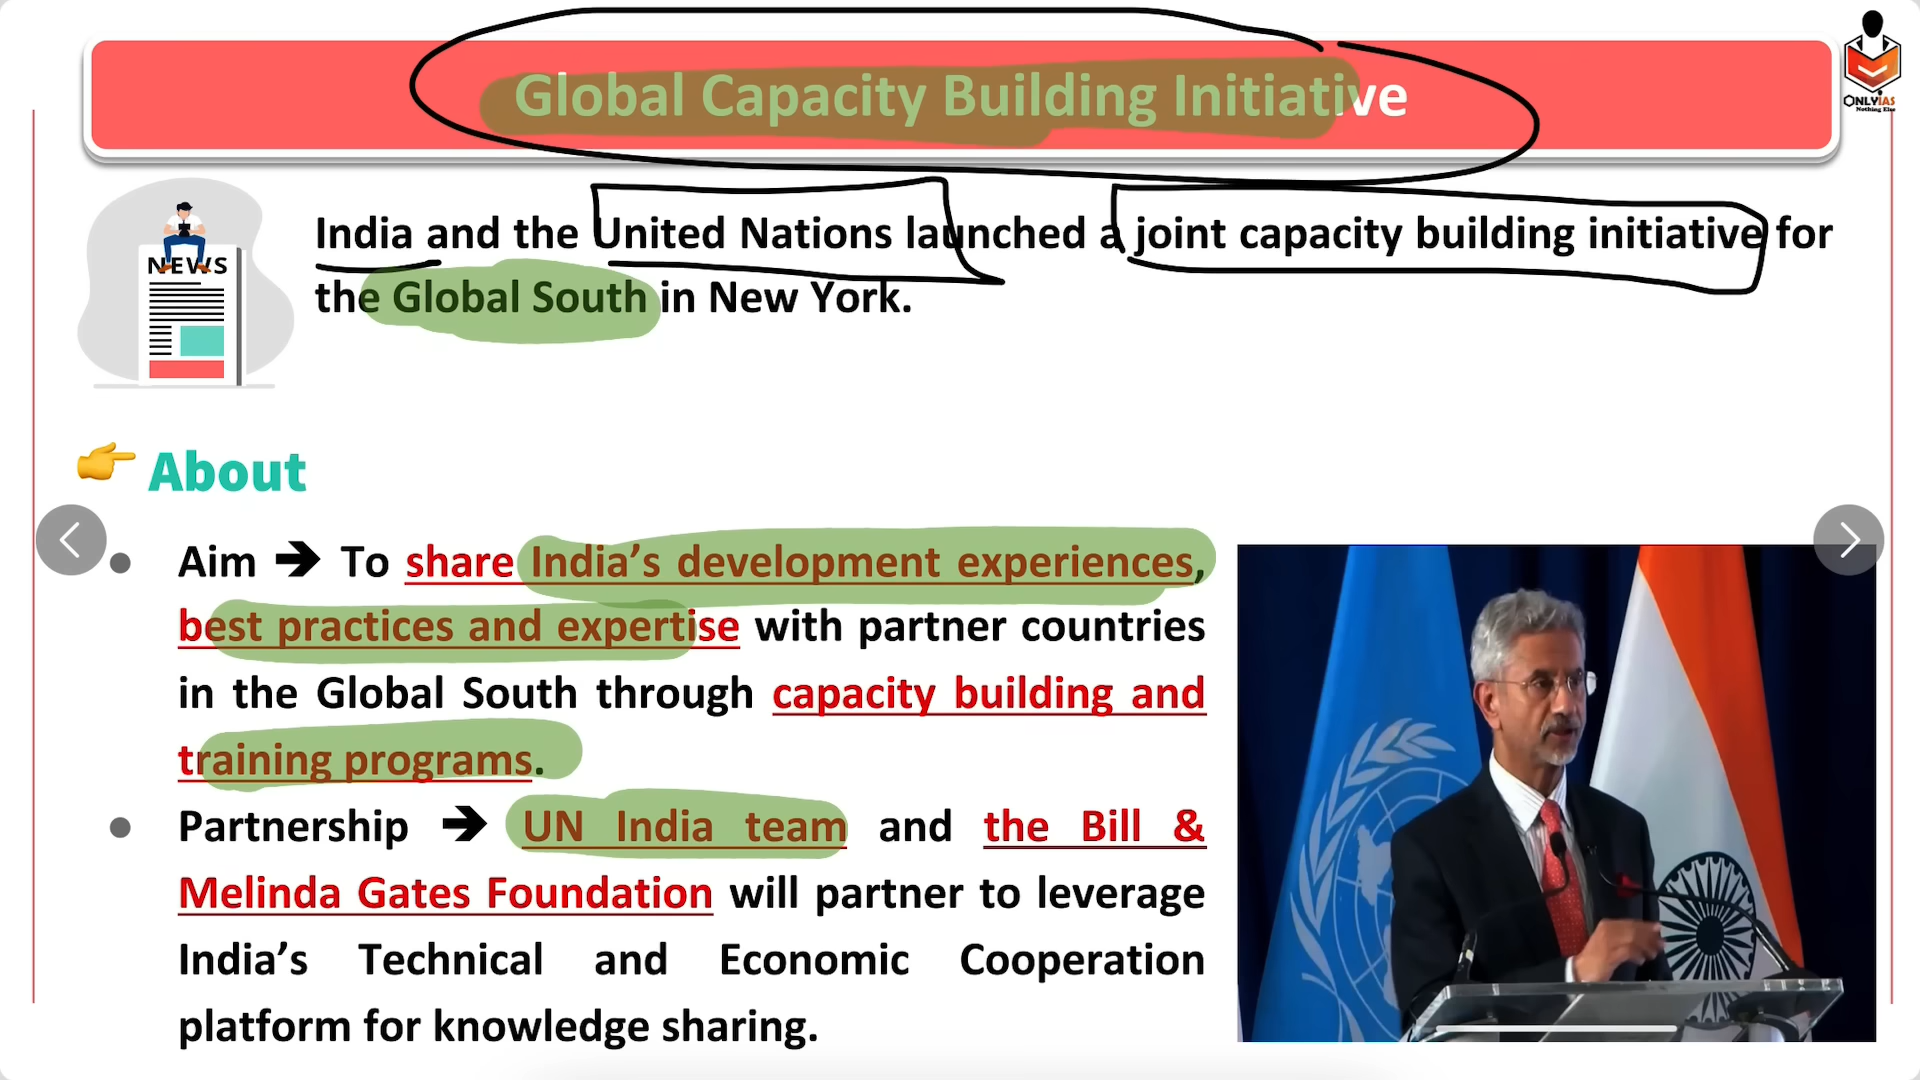 Global Capacity Building Initiative
ONLYIAS
Nothing Else
India and the United Nations launched a joint capacity building initiative for
the Global South in New York.
NEWS
About
● Aim ➔ To share India’s development experiences,
best practices and expertise with partner countries
in the Global South through capacity building and
training programs.
● Partnership ➔ UN India team and the Bill &
Melinda Gates Foundation will partner to leverage
India’s Technical and Economic Cooperation
platform for knowledge sharing.